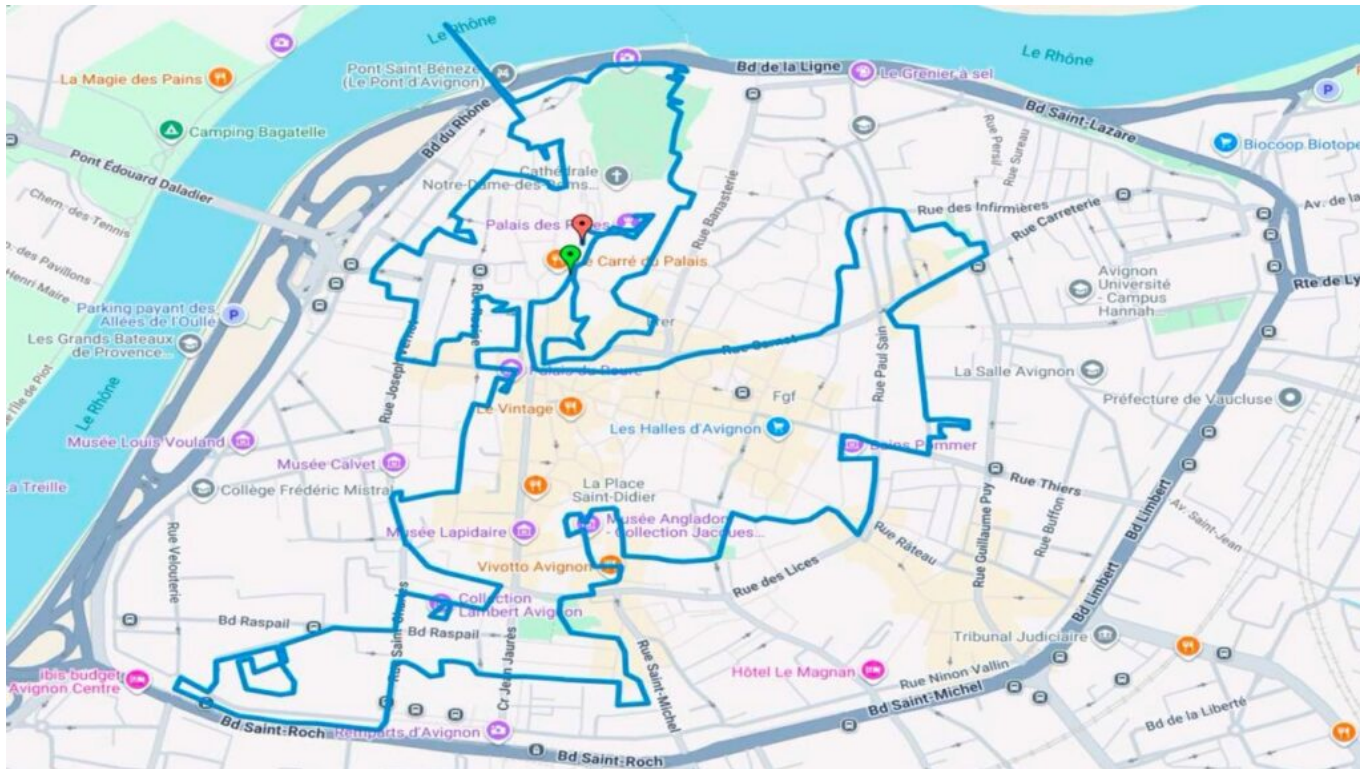 Le Rhône
La Magie des Pains
Pont Saint Bénézet
(Le Pont d'Avignon)
Bd de la Ligne
Le Grenier à sel
Le Rhône
Bd Saint-Lazare
P
Camping Bagatelle
Bd du Rhône
Rue Persil
Rue Sureau
Biocoop Biotope
Pont Édouard Daladier
Cathédrale
Notre-Dame-des-Doms...
Rue Banasterie
Chem. des Tennis
Rue des Infirmières
Rue Carreterie
Av. de la
Palais des Papes
Le Carré du Palais
p. des Pavillons
Henri Maire
Avignon
Université
- Campus
Hannah...
Rte de Ly
Parking payant des
Allées de l'Oulle
P
Les Grands Bateaux
de Provence...
Rue Joseph Vernet
Rue Carnot
Rue Paul Sain
Palais du Roure
La Salle Avignon
Préfecture de Vaucluse
Le Rhône
Le Vintage
Fgf
Les Halles d'Avignon
Bains Pommer
Musée Louis Vouland
Musée Calvet
La Treille
Collège Frédéric Mistral
La Place
Saint-Didier
Rue Thiers
Bd Limbert
Av. Saint-Jean
Rue Velouterie
Musée Lapidaire
Musée Angladon
- Collection Jacques...
Rue Râteau
Rue Guillaume Puy
Rue Buffon
Vivotto Avignon
Rue des Lices
Collection
Lambert Avignon
Bd Limbert
Bd Raspail
Bd Raspail
Rue Saint-Charles
Cr Jean Jaurès
Tribunal Judiciaire
ibis budget
Avignon Centre
Rue Saint-Michel
Hôtel Le Magnan
Rue Ninon Vallin
Bd Saint-Michel
Bd Saint-Roch
Remparts d'Avignon
Bd Saint-Roch
Bd de la Liberté